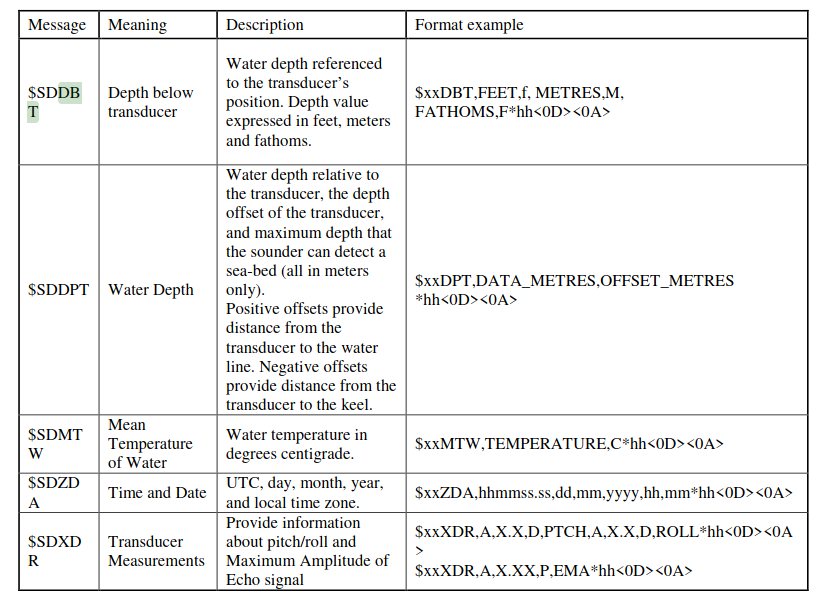 Message Meaning Description Format example
$SDDB
T
Depth below
transducer
Water depth referenced
to the transducer's
position. Depth value
expressed in feet, meters
and fathoms.
$xxDBT,FEET,f, METRES,M,
FATHOMS,F*hh<0D><0A>
$SDDPT
Water Depth
Water depth relative to
the transducer, the depth
offset of the transducer,
and maximum depth that
the sounder can detect a
sea-bed (all in meters
only).
Positive offsets provide
distance from the
transducer to the water
line. Negative offsets
provide distance from the
transducer to the keel.
$xxDPT,DATA_METRES,OFFSET_METRES
*hh<0D><0A>
$SDMT
W
Mean
Temperature
of Water
Water temperature in
degrees centigrade.
$xxMTW,TEMPERATURE,C*hh<0D><0A>
$SDZD
A
Time and Date
UTC, day, month, year,
and local time zone.
$xxZDA,hhmmss.ss,dd,mm,yyyy,hh,mm*hh<0D><0A>
$SDXD
R
Transducer
Measurements
Provide information
about pitch/roll and
Maximum Amplitude of
Echo signal
$xxXDR,A,X.X,D,PTCH,A,X.X,D,ROLL*hh<0D><0A
>
$xxXDR,A,X.XX,P,EMA*hh<0D><0A>